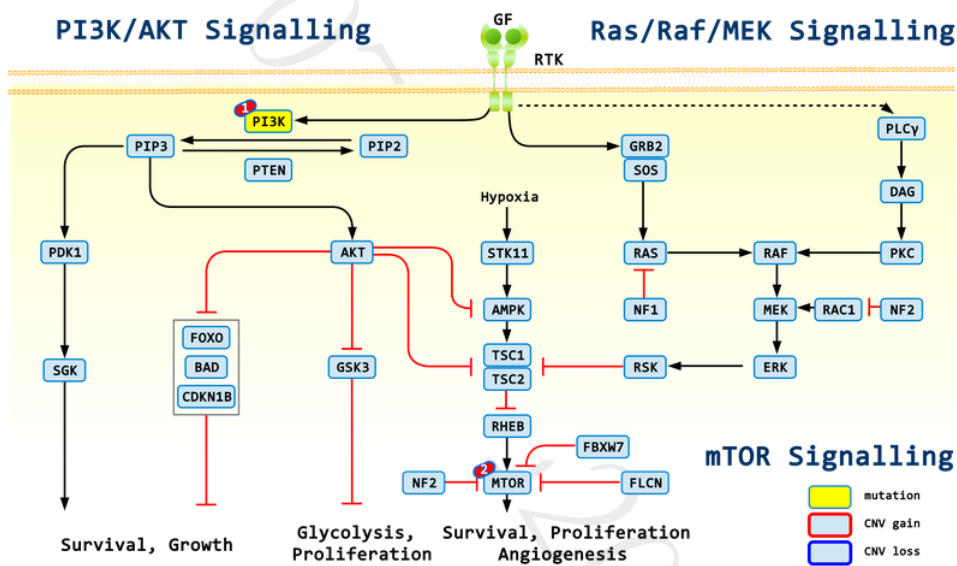 PI3K/AKT Signalling
GF
Ras/Raf/MEK Signalling
RTK
1
PI3K
PLCγ
PIP3
PIP2
GRB2
PTEN
SOS
DAG
Hypoxia
PDK1
AKT
STK11
RAS
RAF
PKC
AMPK
NF1
MEK
RAC1
NF2
FOXO
TSC1
BAD
GSK3
RSK
ERK
SGK
TSC2
CDKN1B
RHEB
FBXW7
mTOR Signalling
2
NF2
MTOR
FLCN
mutation
CNV gain
CNV loss
Survival, Growth
Glycolysis,
Proliferation
Survival, Proliferation
Angiogenesis